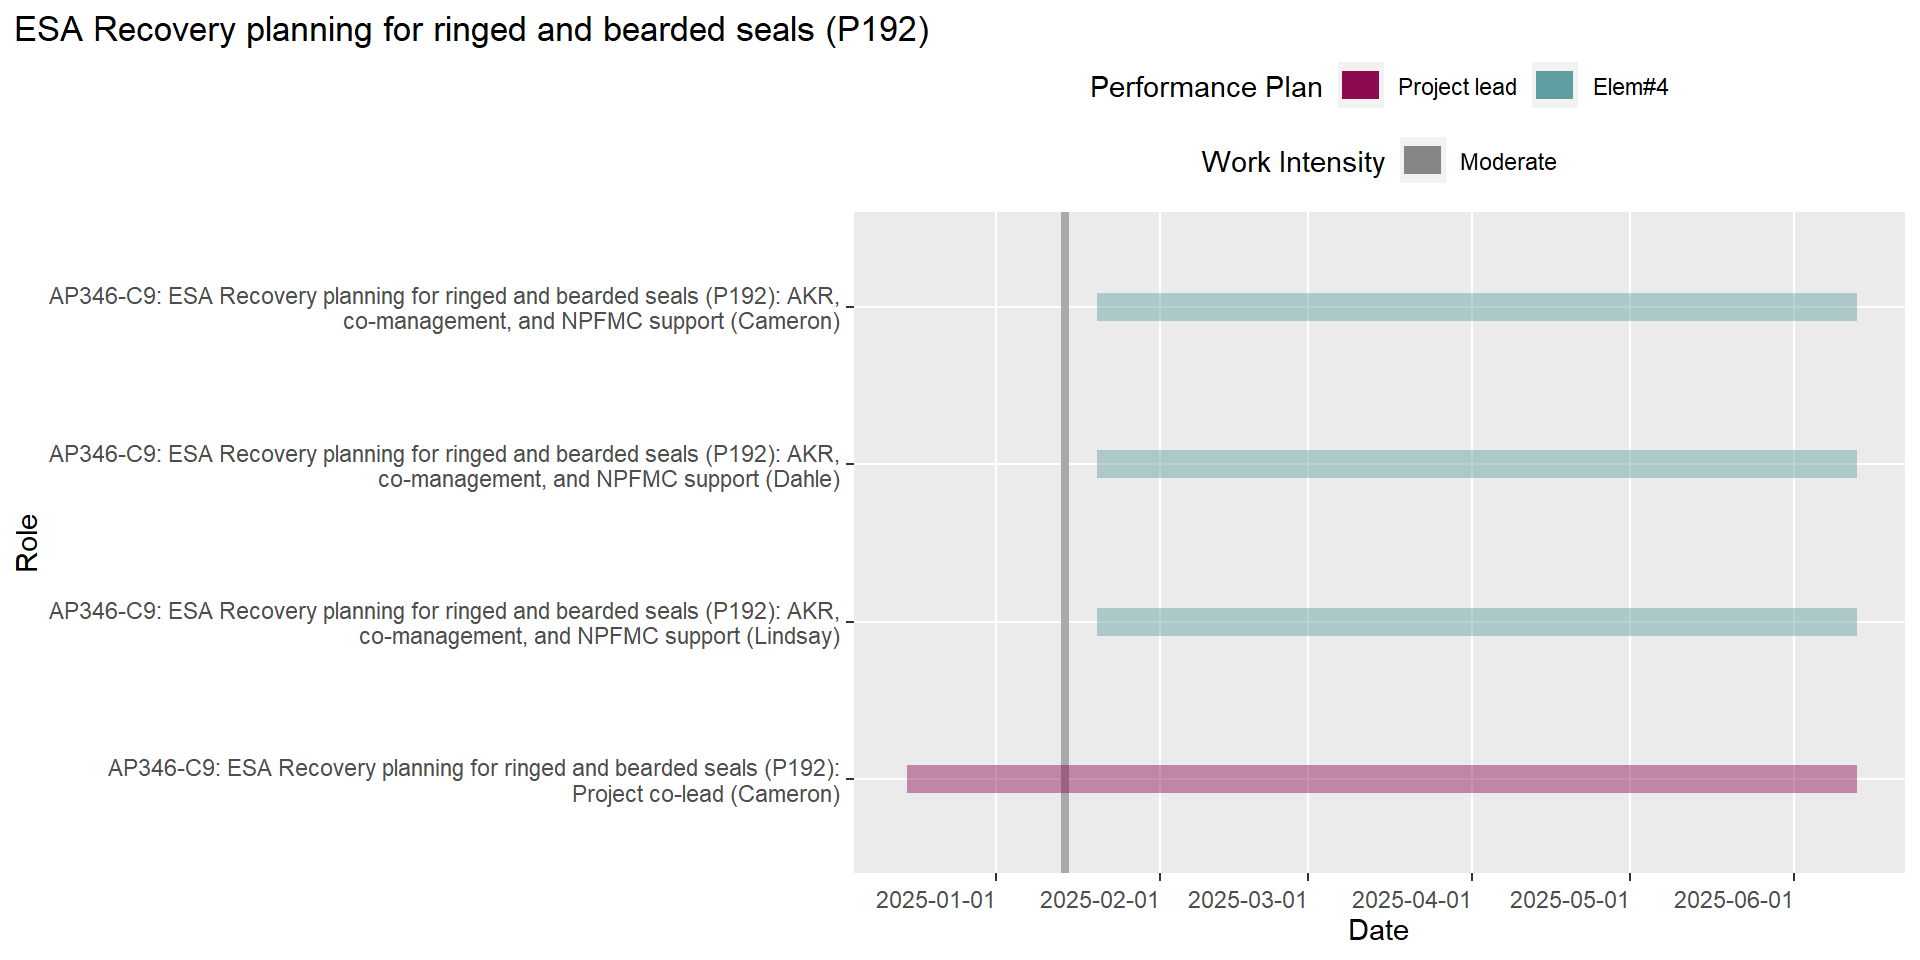 ESA Recovery planning for ringed and bearded seals (P192)
Performance Plan Project lead Elem#4
Work Intensity Moderate
Role
AP346-C9: ESA Recovery planning for ringed and bearded seals (P192): AKR,
co-management, and NPFMC support (Cameron)
AP346-C9: ESA Recovery planning for ringed and bearded seals (P192): AKR,
co-management, and NPFMC support (Dahle)
AP346-C9: ESA Recovery planning for ringed and bearded seals (P192): AKR,
co-management, and NPFMC support (Lindsay)
AP346-C9: ESA Recovery planning for ringed and bearded seals (P192):
Project co-lead (Cameron)
2025-01-01 2025-02-01 2025-03-01 2025-04-01 2025-05-01 2025-06-01
Date